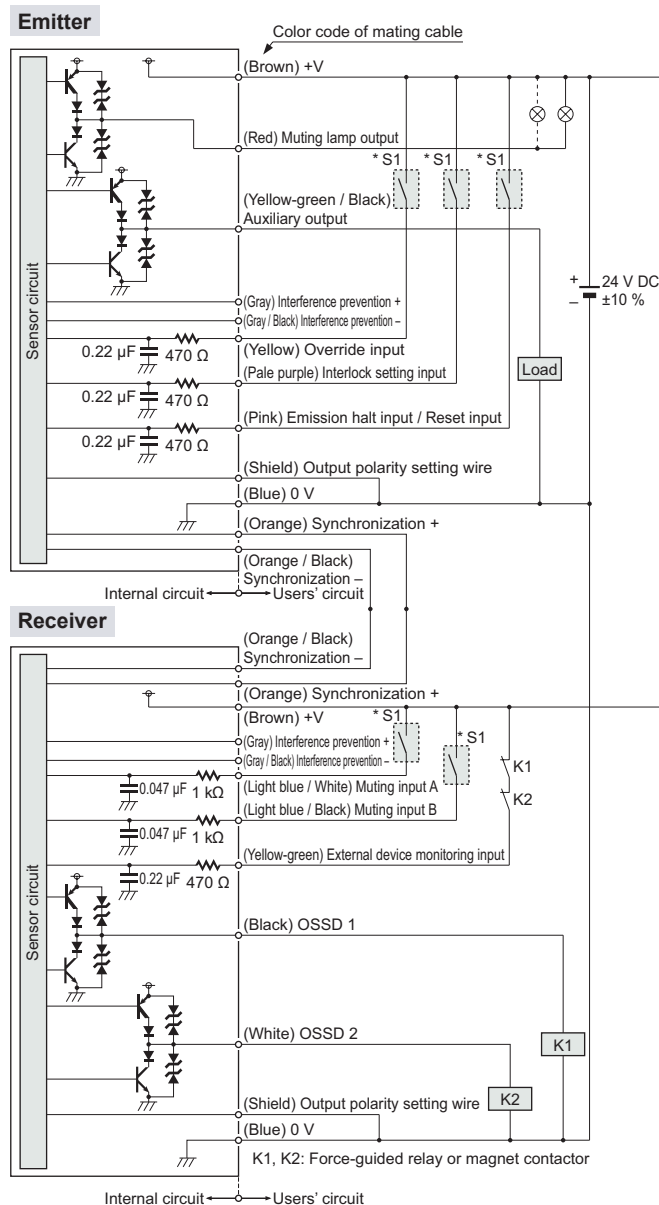 Emitter
Color code of mating cable
(Brown) +V
(Red) Muting lamp output
* S1 * S1 * S1
(Yellow-green / Black)
Auxiliary output
+
–
24 V DC
±10 %
Sensor circuit
(Gray) Interference prevention +
(Gray / Black) Interference prevention –
0.22 µF 470 Ω
(Yellow) Override input
Load
(Pale purple) Interlock setting input
0.22 µF 470 Ω
(Pink) Emission halt input / Reset input
0.22 µF 470 Ω
(Shield) Output polarity setting wire
(Blue) 0 V
(Orange) Synchronization +
(Orange / Black)
Synchronization –
Internal circuit Users' circuit
Receiver
(Orange / Black)
Synchronization –
(Orange) Synchronization +
(Brown) +V
* S1
* S1
(Gray) Interference prevention +
(Gray / Black) Interference prevention –
K1
0.047 µF 1 kΩ
(Light blue / White) Muting input A
K2
(Light blue / Black) Muting input B
0.047 µF 1 kΩ
(Yellow-green) External device monitoring input
0.22 µF 470 Ω
Sensor circuit
(Black) OSSD 1
(White) OSSD 2
K1
K2
(Shield) Output polarity setting wire
(Blue) 0 V
K1, K2: Force-guided relay or magnet contactor
Internal circuit Users' circuit